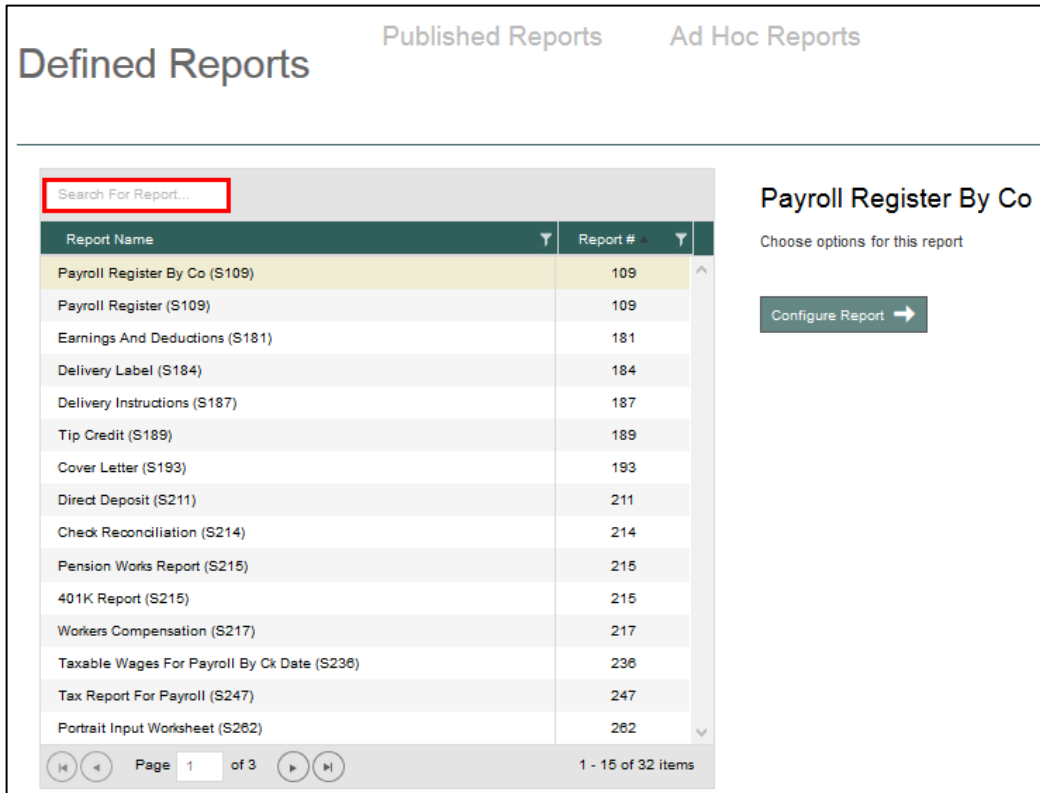 Published Reports Ad Hoc Reports
Defined Reports
Search For Report...
Report Name Report #
Payroll Register By Co (S109) 109
Payroll Register (S109) 109
Earnings And Deductions (S181) 181
Delivery Label (S184) 184
Delivery Instructions (S187) 187
Tip Credit (S189) 189
Cover Letter (S193) 193
Direct Deposit (S211) 211
Check Reconciliation (S214) 214
Pension Works Report (S215) 215
401K Report (S215) 215
Workers Compensation (S217) 217
Taxable Wages For Payroll By Ck Date (S236) 236
Tax Report For Payroll (S247) 247
Portrait Input Worksheet (S262) 262
Page 1 of 3 1 - 15 of 32 items
Payroll Register By Co
Choose options for this report
Configure Report